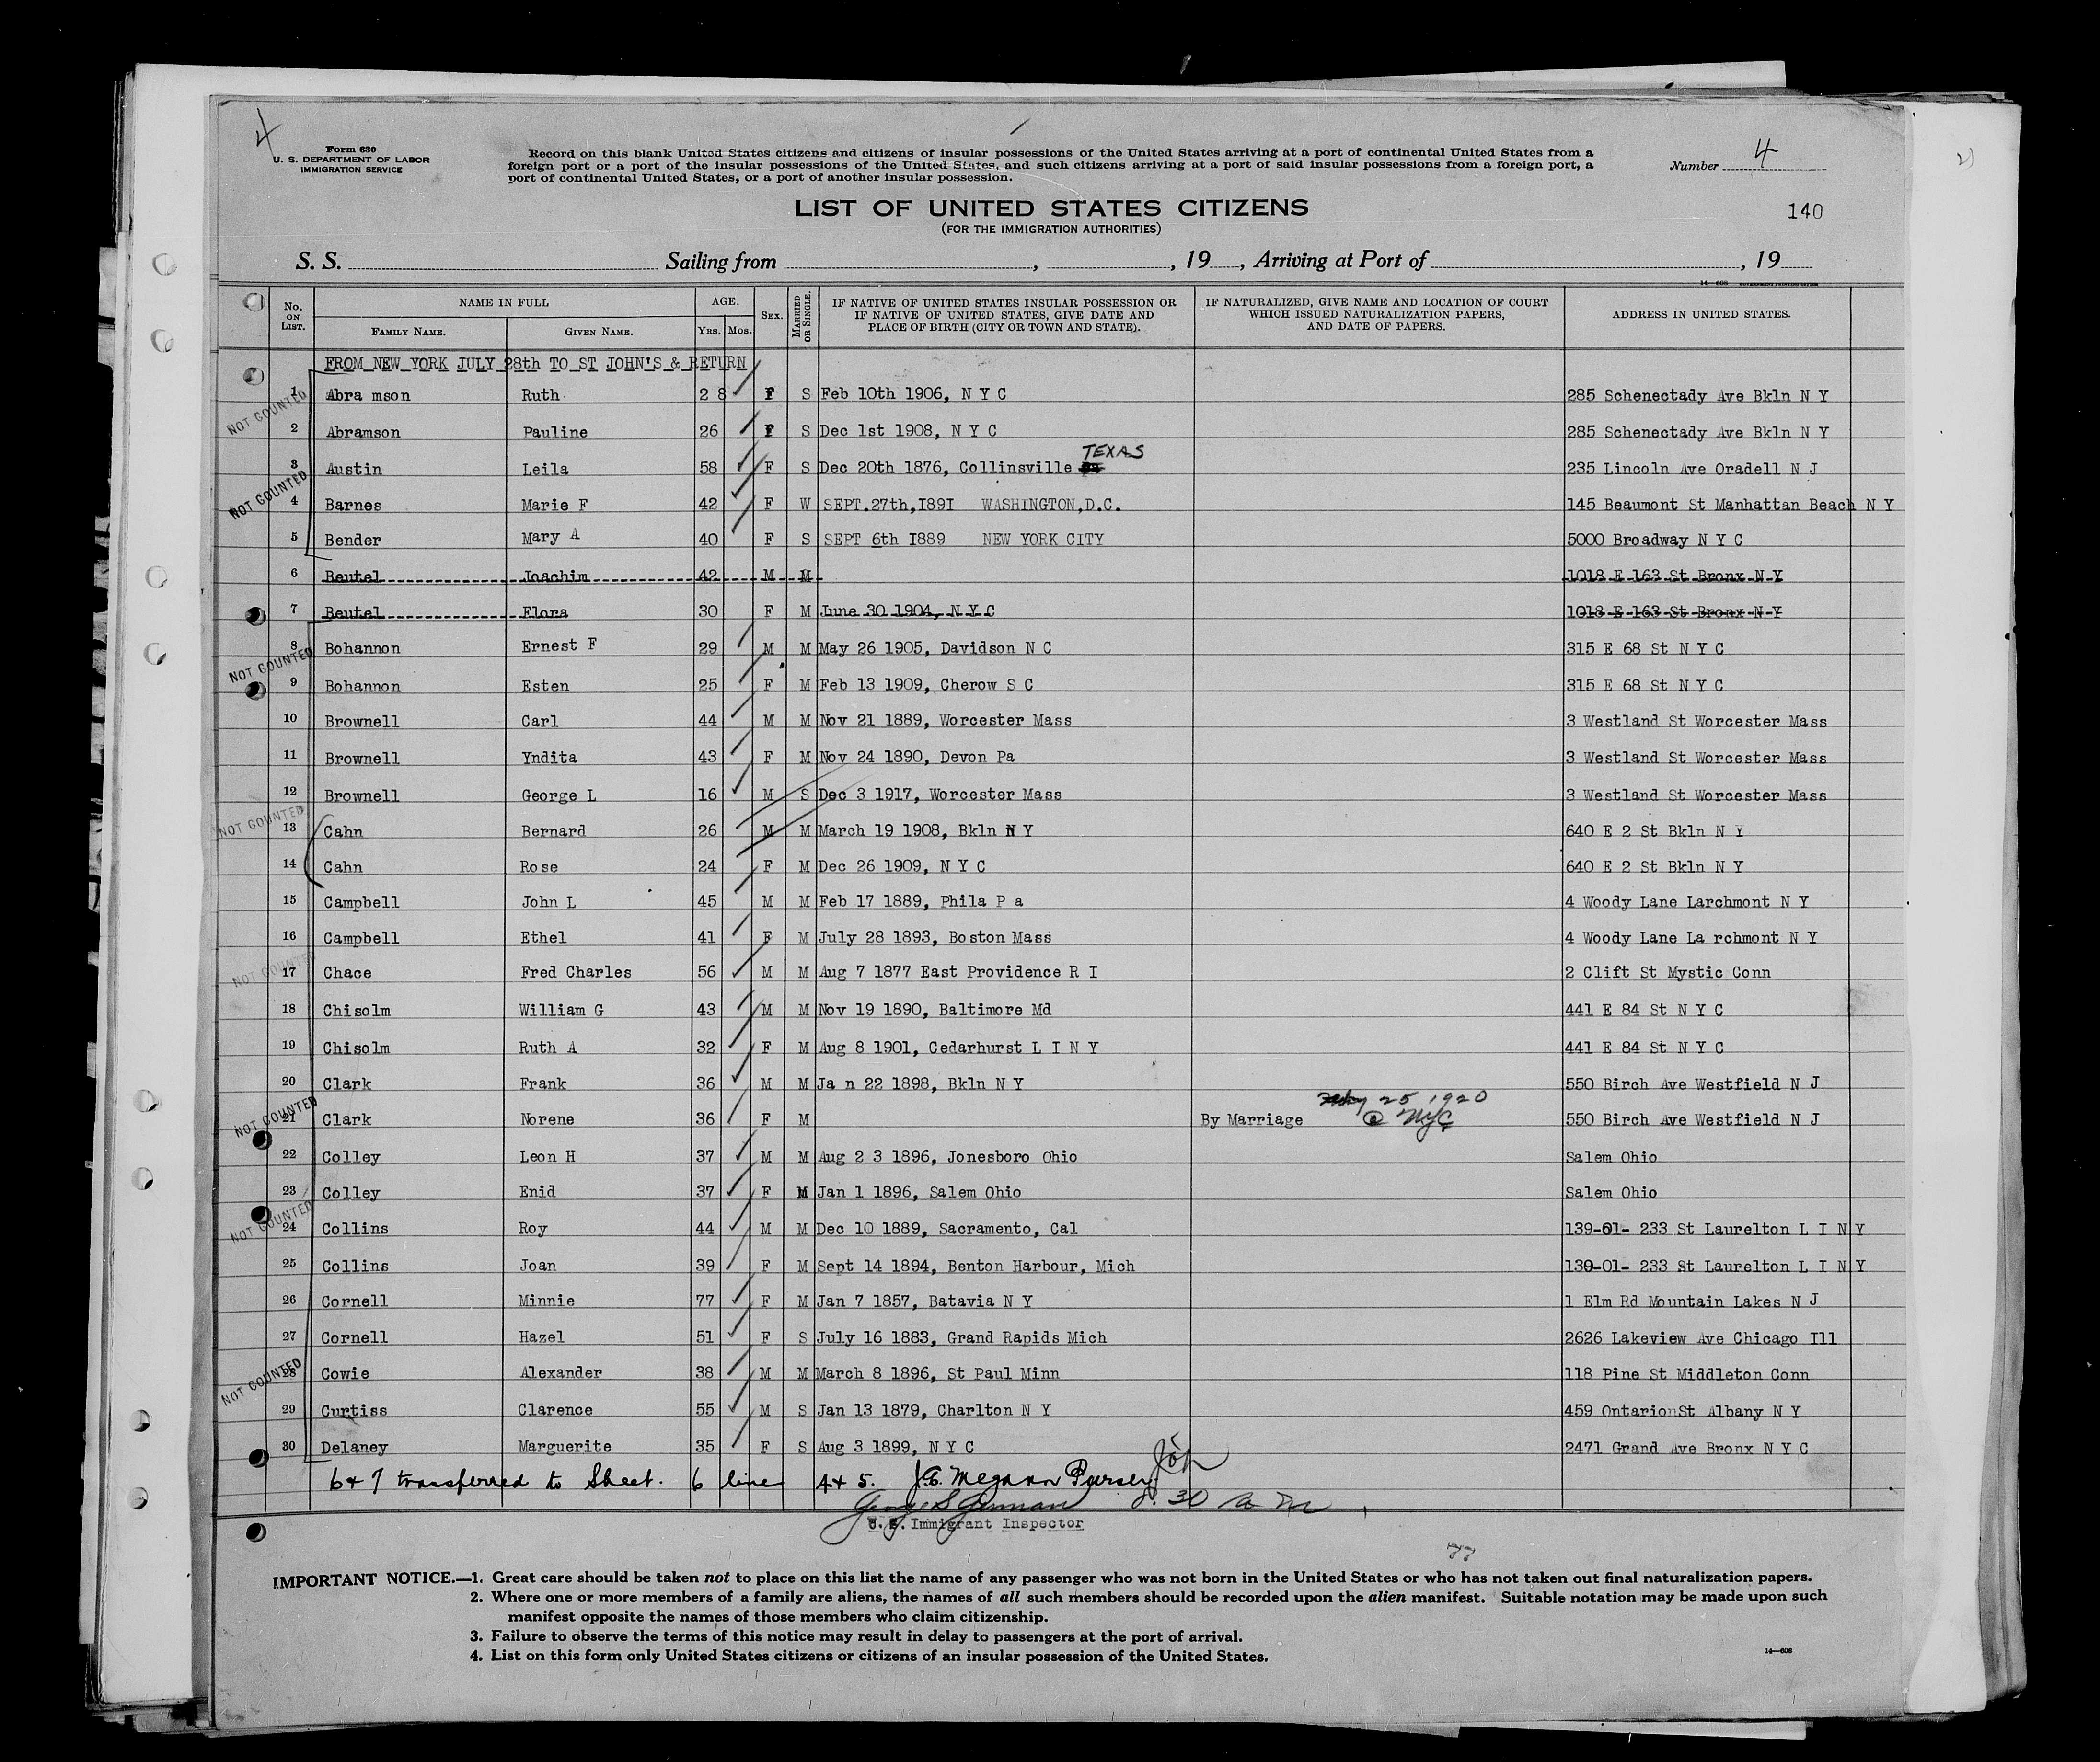 4
Form 630
U. S. DEPARTMENT OF LABOR
IMMIGRATION SERVICE
Record on this blank United States citizens and citizens of insular possessions of the United States arriving at a port of continental United States from a
foreign port or a port of the insular possessions of the United States, and such citizens arriving at a port of said insular possessions from a foreign port, a
port of continental United States, or a port of another insular possession.
Number 4
LIST OF UNITED STATES CITIZENS
140
(FOR THE IMMIGRATION AUTHORITIES)
S. S. Sailing from , , 19 , Arriving at Port of , 19
14—608 GOVERNMENT PRINTING OFFICE
No. ON LIST. NAME IN FULL FAMILY NAME. GIVEN NAME. AGE. YRS. MOS. SEX. MARRIED OR SINGLE. IF NATIVE OF UNITED STATES INSULAR POSSESSION OR IF NATIVE OF UNITED STATES, GIVE DATE AND PLACE OF BIRTH (CITY OR TOWN AND STATE). IF NATURALIZED, GIVE NAME AND LOCATION OF COURT WHICH ISSUED NATURALIZATION PAPERS, AND DATE OF PAPERS. ADDRESS IN UNITED STATES.
FROM NEW YORK JULY 28th TO ST JOHN'S & RETURN
1 Abra mson Ruth 2 8 F S Feb 10th 1906, N Y C 285 Schenectady Ave Bkln N Y
NOT COUNTED
2 Abramson Pauline 26 F S Dec 1st 1908, N Y C 285 Schenectady Ave Bkln N Y
3 Austin Leila 58 F S Dec 20th 1876, Collinsville TEXAS 235 Lincoln Ave Oradell N J
NOT COUNTED
4 Barnes Marie F 42 F W SEPT.27th,I89I WASHINGTON,D.C. 145 Beaumont St Manhattan Beach N Y
5 Bender Mary A 40 F S SEPT 6th I889 NEW YORK CITY 5000 Broadway N Y C
6 Beutel Joachim 42 M M 1018 E 163 St Bronx N Y
7 Beutel Flora 30 F M June 30 1904, N Y C 1018 E 163 St Bronx N Y
8 Bohannon Ernest F 29 M M May 26 1905, Davidson N C 315 E 68 St N Y C
NOT COUNTED
9 Bohannon Esten 25 F M Feb 13 1909, Cherow S C 315 E 68 St N Y C
10 Brownell Carl 44 M M Nov 21 1889, Worcester Mass 3 Westland St Worcester Mass
11 Brownell Yndita 43 F M Nov 24 1890, Devon Pa 3 Westland St Worcester Mass
12 Brownell George L 16 M S Dec 3 1917, Worcester Mass 3 Westland St Worcester Mass
NOT COUNTED
13 Cahn Bernard 26 M M March 19 1908, Bkln N Y 640 E 2 St Bkln N Y
14 Cahn Rose 24 F M Dec 26 1909, N Y C 640 E 2 St Bkln N Y
15 Campbell John L 45 M M Feb 17 1889, Phila P a 4 Woody Lane Larchmont N Y
16 Campbell Ethel 41 F M July 28 1893, Boston Mass 4 Woody Lane La rchmont N Y
NOT COUNTED
17 Chace Fred Charles 56 M M Aug 7 1877 East Providence R I 2 Clift St Mystic Conn
18 Chisolm William G 43 M M Nov 19 1890, Baltimore Md 441 E 84 St N Y C
19 Chisolm Ruth A 32 F M Aug 8 1901, Cedarhurst L I N Y 441 E 84 St N Y C
20 Clark Frank 36 M M Ja n 22 1898, Bkln N Y 550 Birch Ave Westfield N J
25 1920
NOT COUNTED
21 Clark Norene 36 F M By Marriage @ NYC 550 Birch Ave Westfield N J
22 Colley Leon H 37 M M Aug 2 3 1896, Jonesboro Ohio Salem Ohio
23 Colley Enid 37 F M Jan 1 1896, Salem Ohio Salem Ohio
NOT COUNTED
24 Collins Roy 44 M M Dec 10 1889, Sacramento, Cal 139-01- 233 St Laurelton L I N Y
25 Collins Joan 39 F M Sept 14 1894, Benton Harbour, Mich 139-01- 233 St Laurelton L I N Y
26 Cornell Minnie 77 F M Jan 7 1857, Batavia N Y 1 Elm Rd Mountain Lakes N J
27 Cornell Hazel 51 F S July 16 1883, Grand Rapids Mich 2626 Lakeview Ave Chicago Ill
NOT COUNTED
28 Cowie Alexander 38 M M March 8 1896, St Paul Minn 118 Pine St Middleton Conn
29 Curtiss Clarence 55 M S Jan 13 1879, Charlton N Y 459 OntarionSt Albany N Y
30 Delaney Marguerite 35 F S Aug 3 1899, N Y C 2471 Grand Ave Bronx N Y C
6 & 7 transferred to Sheet. 6 line 4 & 5. Purser
George S 8.30 a m
U. S. Immigrant Inspector
77
IMPORTANT NOTICE.—1. Great care should be taken not to place on this list the name of any passenger who was not born in the United States or who has not taken out final naturalization papers.
2. Where one or more members of a family are aliens, the names of all such members should be recorded upon the alien manifest. Suitable notation may be made upon such
manifest opposite the names of those members who claim citizenship.
3. Failure to observe the terms of this notice may result in delay to passengers at the port of arrival.
4. List on this form only United States citizens or citizens of an insular possession of the United States.
14—608